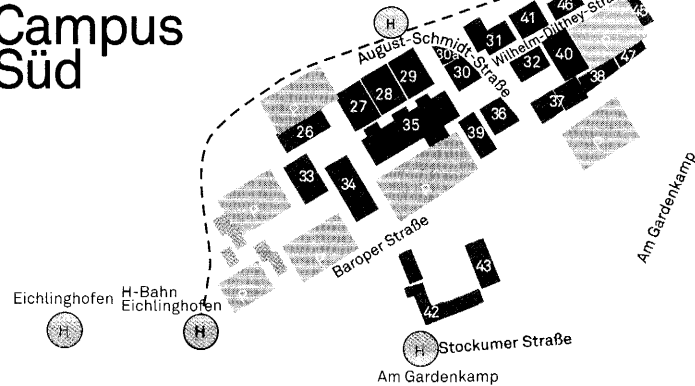 Campus
Süd
H
August-Schmidt-Straße
Wilhelm-Dilthey-Straße
46
41
31
40
32
47
38
37
30a
30
29
28
27
26
35
36
39
33
34
Am Gardenkamp
Baroper Straße
43
42
Eichlinghofen
H-Bahn
Eichlinghofen
H
H
H
Stockumer Straße
Am Gardenkamp